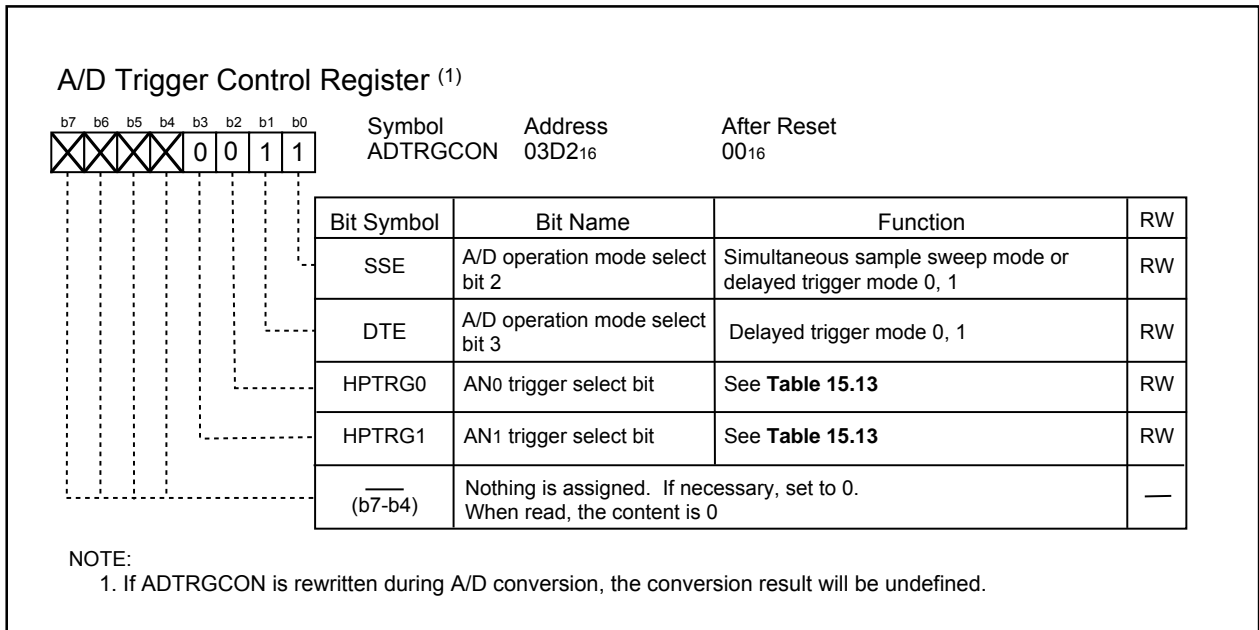 A/D Trigger Control Register (1)
b7 b6 b5 b4 b3 b2 b1 b0
Symbol Address After Reset
0 0 1 1
ADTRGCON 03D216 0016
Bit Symbol Bit Name Function RW
SSE
A/D operation mode select
bit 2
Simultaneous sample sweep mode or
delayed trigger mode 0, 1
RW
DTE
A/D operation mode select
bit 3
Delayed trigger mode 0, 1
RW
HPTRG0 AN0 trigger select bit See Table 15.13 RW
HPTRG1 AN1 trigger select bit See Table 15.13 RW
(b7-b4)
Nothing is assigned. If necessary, set to 0.
When read, the content is 0
—
NOTE:
1. If ADTRGCON is rewritten during A/D conversion, the conversion result will be undefined.